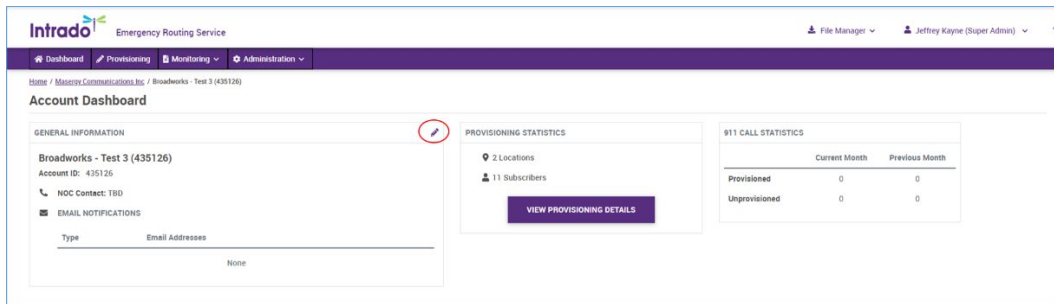 Intrado Emergency Routing Service
File Manager
Jeffrey Kayne (Super Admin)
Dashboard Provisioning Monitoring Administration
Home / Masergy Communications Inc / Broadworks - Test 3 (435126)
Account Dashboard
GENERAL INFORMATION
Broadworks - Test 3 (435126)
Account ID: 435126
NOC Contact: TBD
EMAIL NOTIFICATIONS
Type Email Addresses
None
PROVISIONING STATISTICS
2 Locations
11 Subscribers
VIEW PROVISIONING DETAILS
911 CALL STATISTICS
Current Month Previous Month
Provisioned 0 0
Unprovisioned 0 0